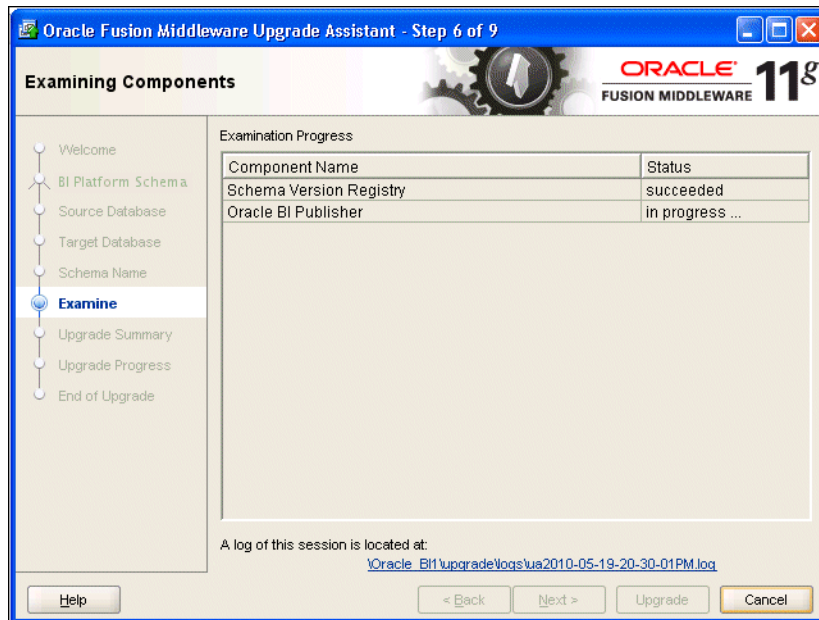 Oracle Fusion Middleware Upgrade Assistant - Step 6 of 9
Examining Components
ORACLE
FUSION MIDDLEWARE 11g
Welcome
BI Platform Schema
Source Database
Target Database
Schema Name
Examine
Upgrade Summary
Upgrade Progress
End of Upgrade
Examination Progress
Component Name Status
Schema Version Registry succeeded
Oracle BI Publisher in progress ...
A log of this session is located at:
\Oracle_BI1\upgrade\logs\ua2010-05-19-20-30-01PM.log
Help < Back Next > Upgrade Cancel